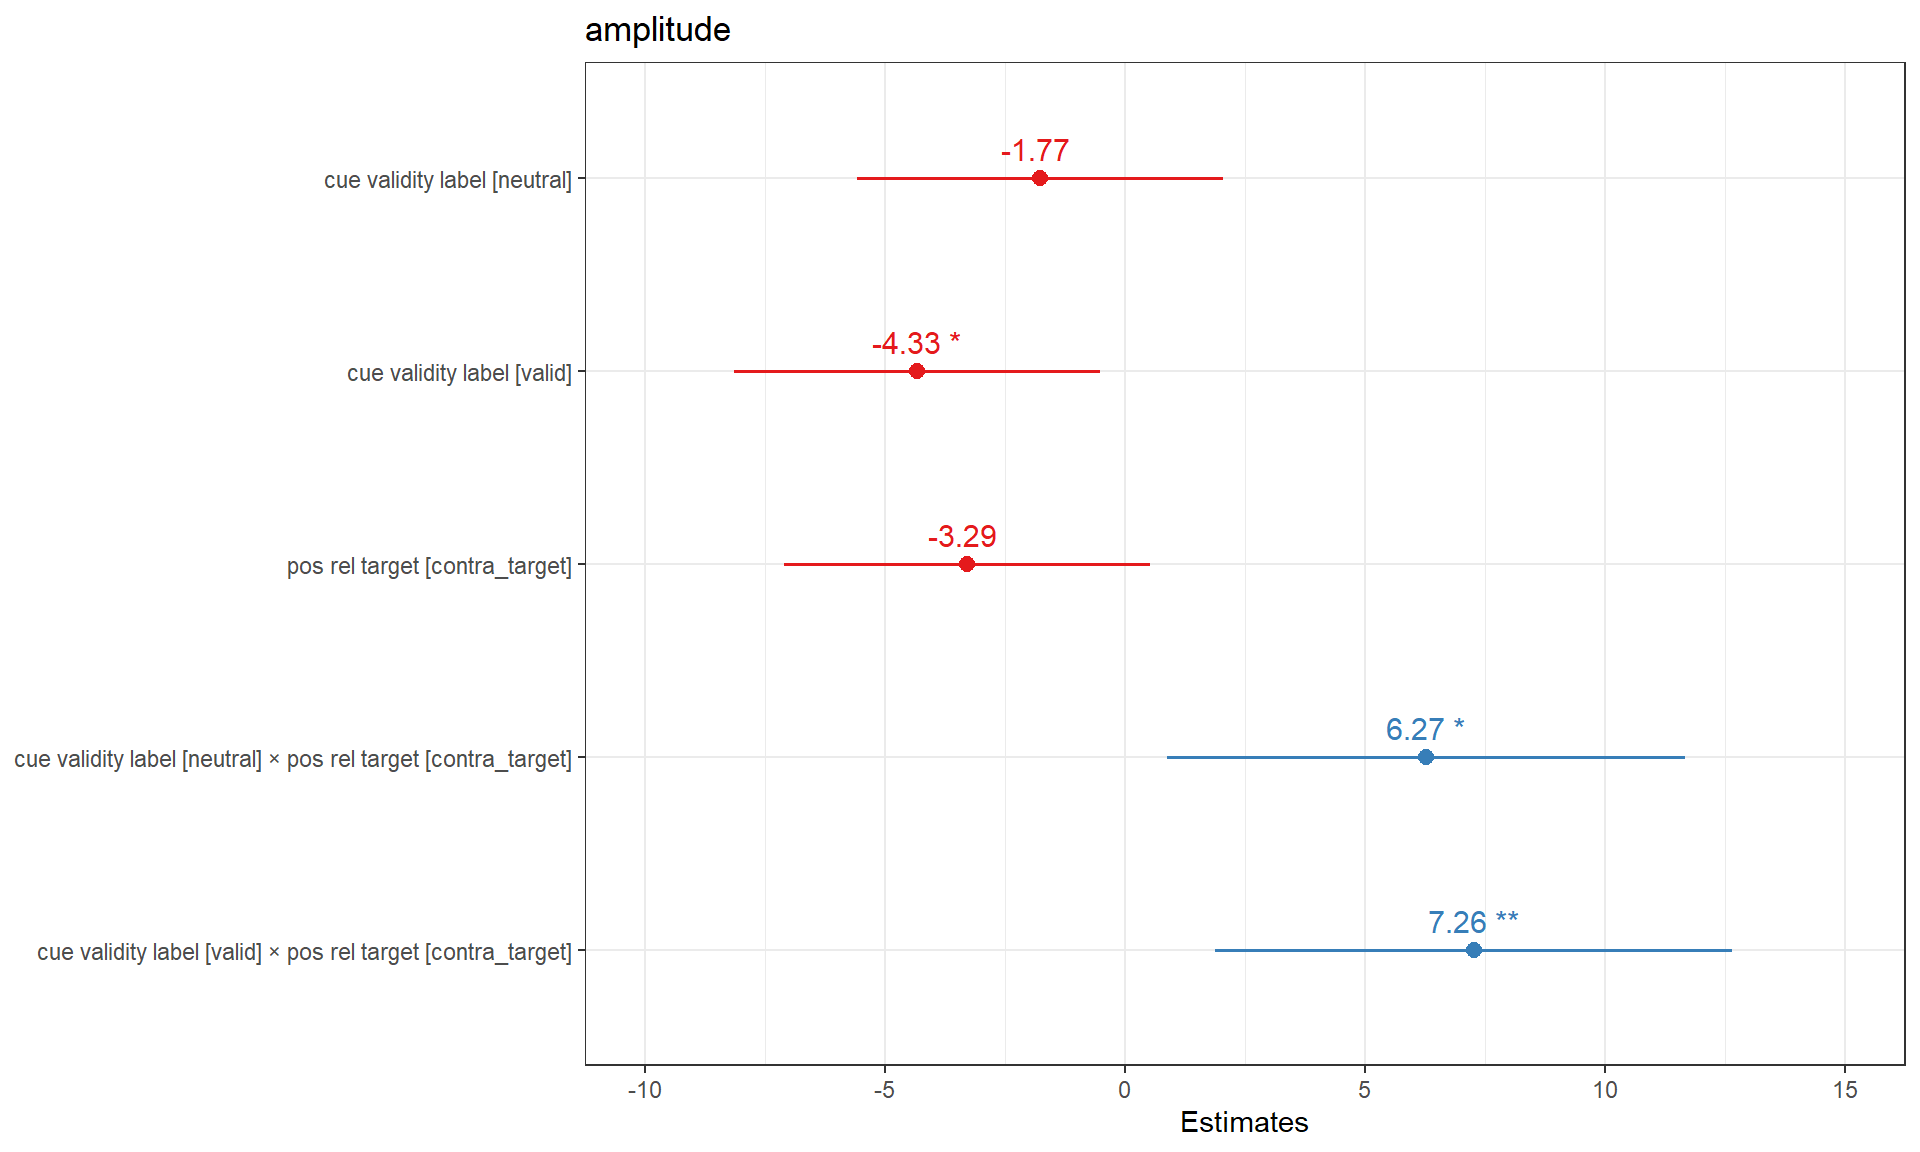 amplitude
cue validity label [neutral]
-1.77
cue validity label [valid]
-4.33 *
pos rel target [contra_target]
-3.29
cue validity label [neutral] × pos rel target [contra_target]
6.27 *
cue validity label [valid] × pos rel target [contra_target]
7.26 **
-10 -5 0 5 10 15
Estimates